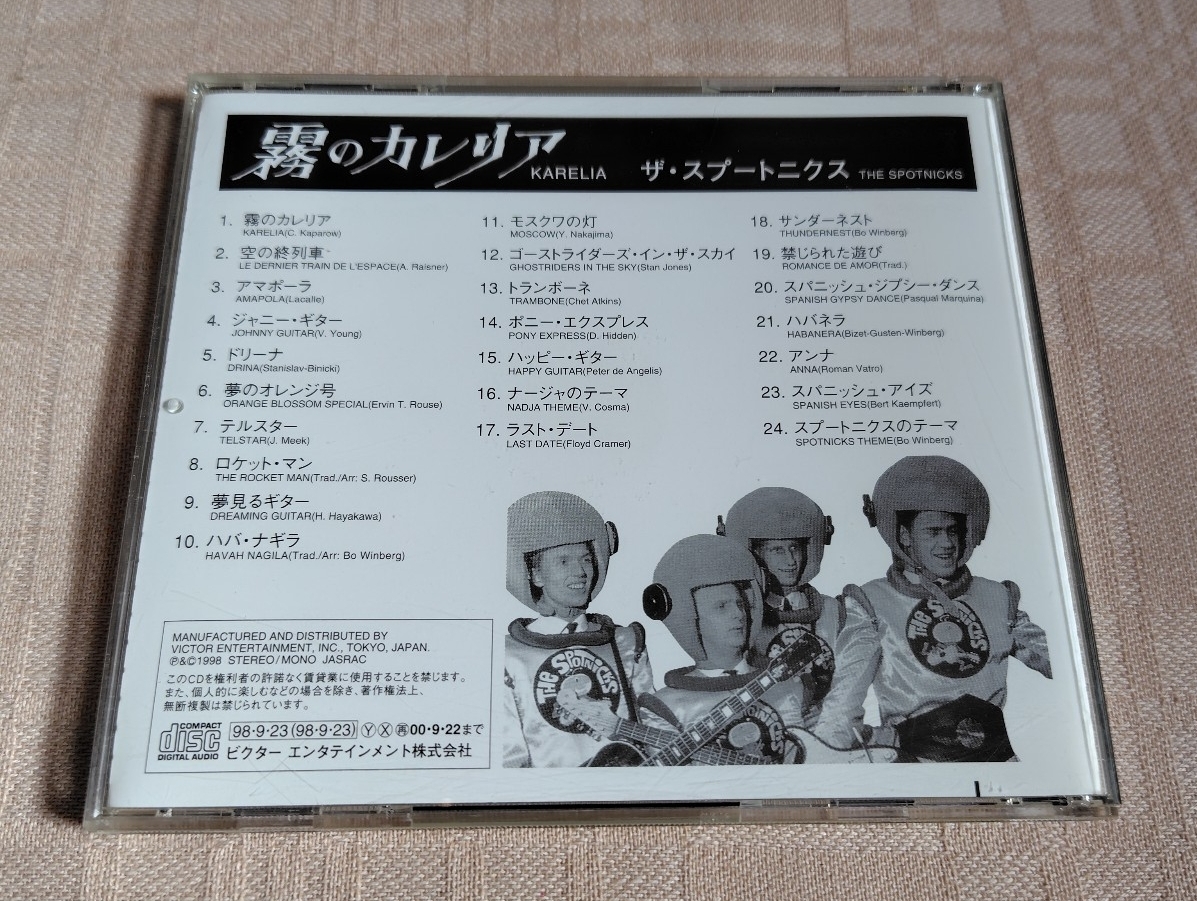 霧のカレリア KARELIA ザ・スプートニクス THE SPOTNICKS
1. 霧のカレリア
KARELIA(C. Kaparow)
2. 空の終列車
LE DERNIER TRAIN DE L'ESPACE(A. Raisner)
3. アマポーラ
AMAPOLA(Lacalle)
4. ジャニー・ギター
JOHNNY GUITAR(V. Young)
5. ドリーナ
DRINA(Stanislav-Binicki)
6. 夢のオレンジ号
ORANGE BLOSSOM SPECIAL(Ervin T. Rouse)
7. テルスター
TELSTAR(J. Meek)
8. ロケット・マン
THE ROCKET MAN(Trad./Arr: S. Rousser)
9. 夢見るギター
DREAMING GUITAR(H. Hayakawa)
10. ハバ・ナギラ
HAVAH NAGILA(Trad./Arr: Bo Winberg)
11. モスクワの灯
MOSCOW(Y. Nakajima)
12. ゴーストライダーズ・イン・ザ・スカイ
GHOSTRIDERS IN THE SKY(Stan Jones)
13. トランボーネ
TRAMBONE(Chet Atkins)
14. ポニー・エクスプレス
PONY EXPRESS(D. Hidden)
15. ハッピー・ギター
HAPPY GUITAR(Peter de Angelis)
16. ナージャのテーマ
NADJA THEME(V. Cosma)
17. ラスト・デート
LAST DATE(Floyd Cramer)
18. サンダーネスト
THUNDERNEST(Bo Winberg)
19. 禁じられた遊び
ROMANCE DE AMOR(Trad.)
20. スパニッシュ・ジプシー・ダンス
SPANISH GYPSY DANCE(Pasqual Marquina)
21. ハバネラ
HABANERA(Bizet-Gusten-Winberg)
22. アンナ
ANNA(Roman Vatro)
23. スパニッシュ・アイズ
SPANISH EYES(Bert Kaempfert)
24. スプートニクスのテーマ
SPOTNICKS THEME(Bo Winberg)
THE SPOTNICKS
THE SPOTNICKS
SPOTNICKS
MANUFACTURED AND DISTRIBUTED BY
VICTOR ENTERTAINMENT, INC., TOKYO, JAPAN.
℗&©1998 STEREO/MONO JASRAC
このCDを権利者の許諾なく賃貸業に使用することを禁じます。
また、個人的に楽しむなどの場合を除き、著作権法上、
無断複製は禁じられています。
COMPACT disc DIGITAL AUDIO
98・9・23(98・9・23) Ⓨ Ⓧ 再00・9・22まで
ビクター エンタテインメント株式会社